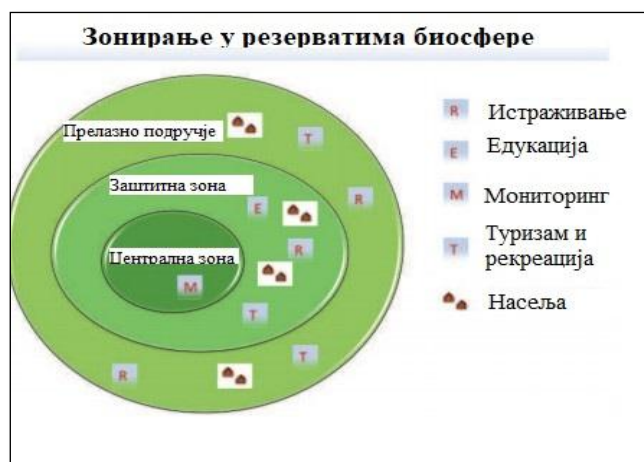 Зонирање у резерватима биосфере
Прелазно подручје
T
R
Заштитна зона
E
R
Централна зона
M
T
T
R
R Истраживање
E Едукација
M Мониторинг
T Туризам и
рекреација
Насеља